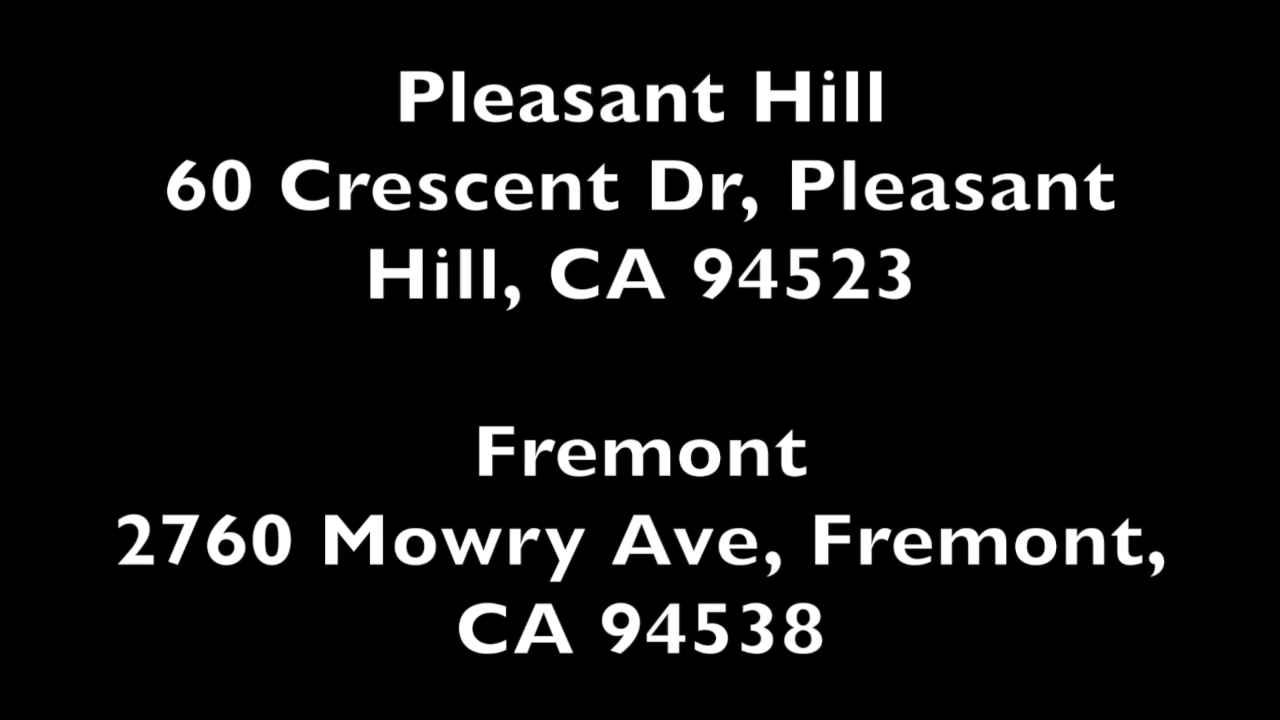 Pleasant Hill
60 Crescent Dr, Pleasant
Hill, CA 94523
Fremont
2760 Mowry Ave, Fremont,
CA 94538